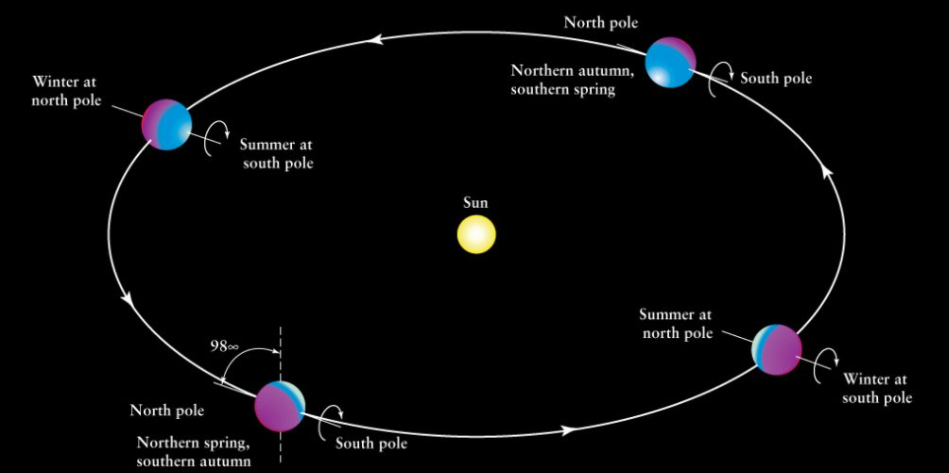 North pole
Northern autumn,
southern spring
South pole
Winter at
north pole
Summer at
south pole
Sun
Summer at
north pole
Winter at
south pole
98∞
North pole
Northern spring,
southern autumn
South pole